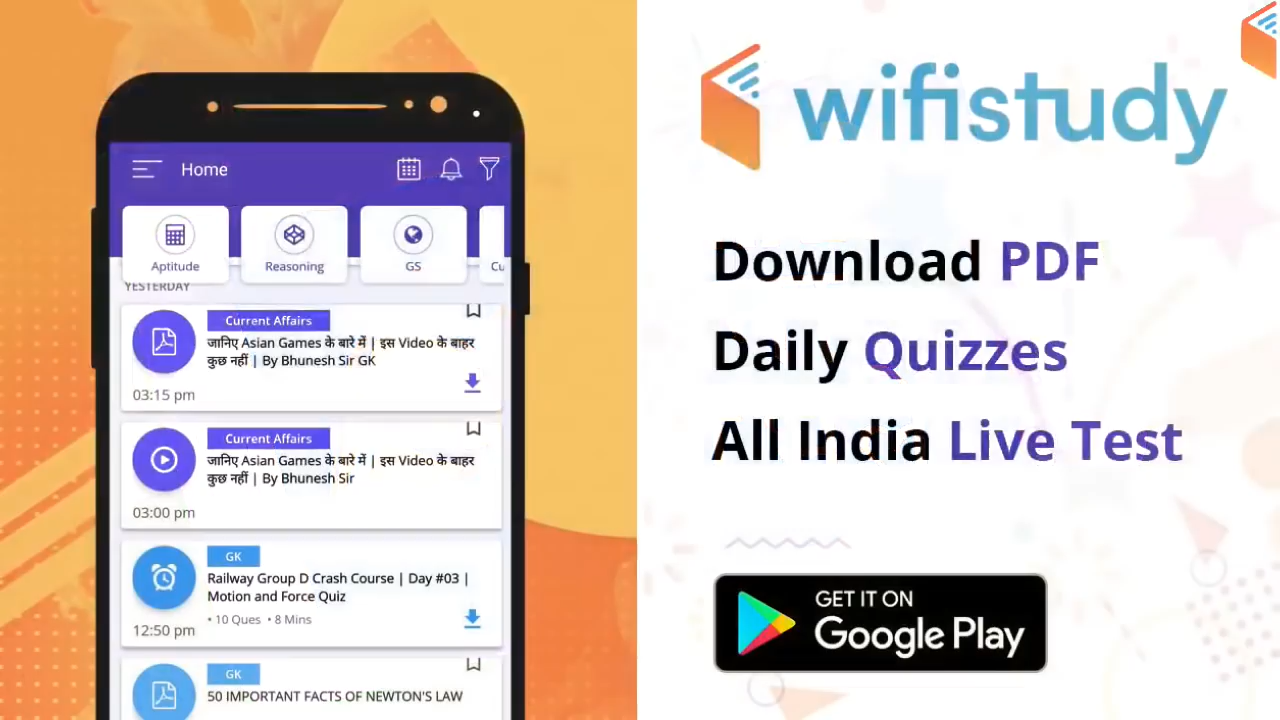 Home
Aptitude
Reasoning
GS
Cu
YESTERDAY
Current Affairs
जानिए Asian Games के बारे में | इस Video के बाहर
कुछ नहीं | By Bhunesh Sir GK
03:15 pm
Current Affairs
जानिए Asian Games के बारे में | इस Video के बाहर
कुछ नहीं | By Bhunesh Sir
03:00 pm
GK
Railway Group D Crash Course | Day #03 |
Motion and Force Quiz
• 10 Ques • 8 Mins
12:50 pm
GK
50 IMPORTANT FACTS OF NEWTON'S LAW
wifistudy
Download PDF
Daily Quizzes
All India Live Test
GET IT ON
Google Play